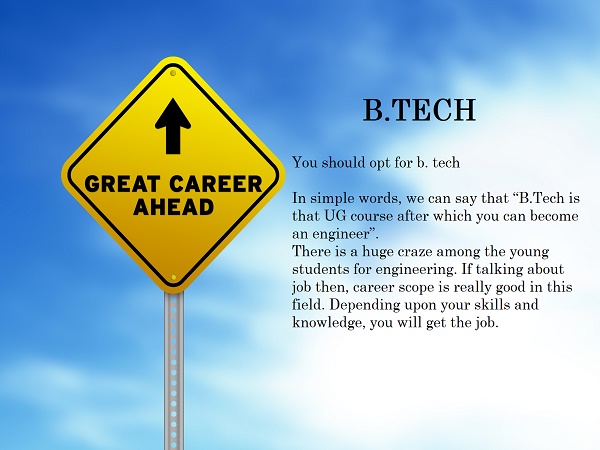 GREAT CAREER
AHEAD
B.TECH
You should opt for b. tech
In simple words, we can say that “B.Tech is
that UG course after which you can become
an engineer”.
There is a huge craze among the young
students for engineering. If talking about
job then, career scope is really good in this
field. Depending upon your skills and
knowledge, you will get the job.